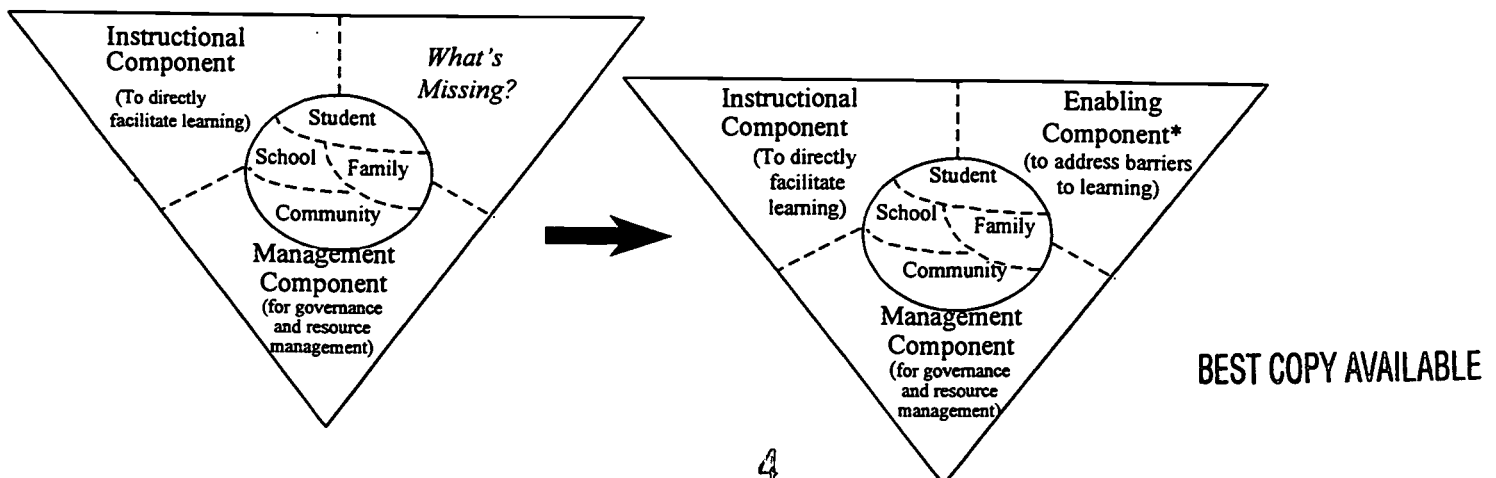 Instructional
Component
(To directly
facilitate learning)
What's
Missing?
Student
School
Family
Community
Management
Component
(for governance
and resource
management)
Instructional
Component
(To directly
facilitate
learning)
Enabling
Component*
(to address barriers
to learning)
Student
School
Family
Community
Management
Component
(for governance
and resource
management)
BEST COPY AVAILABLE
4